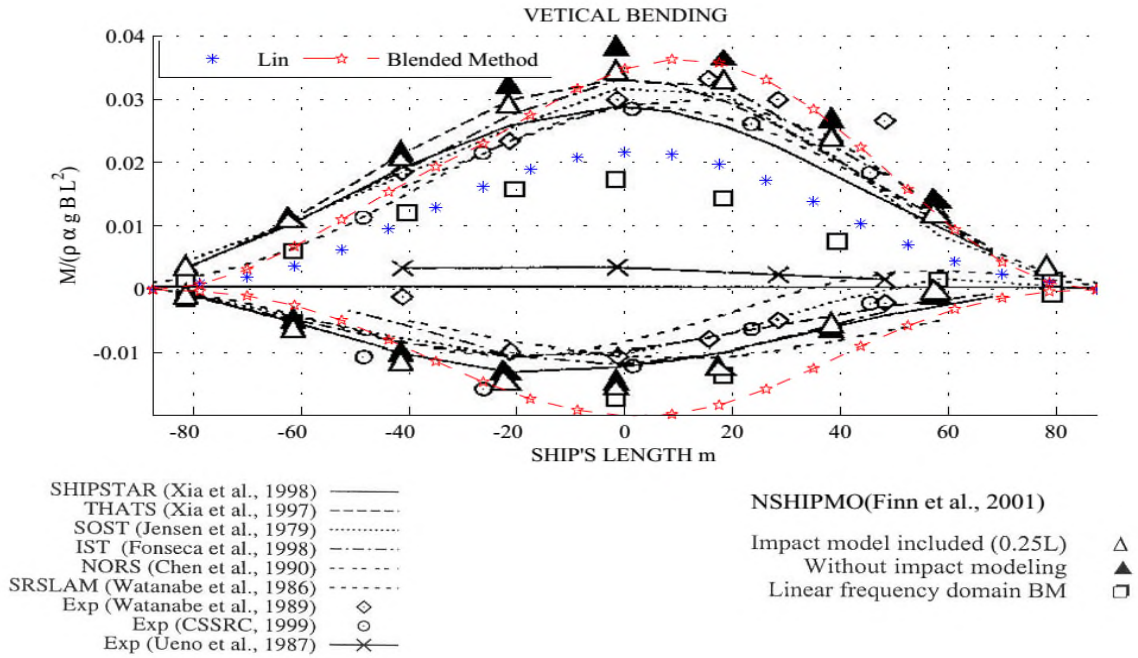 VETICAL BENDING
Lin Blended Method
0.04
0.03
0.02
0.01
0
-0.01
M/(ρ α g B L²)
-80 -60 -40 -20 0 20 40 60 80
SHIP'S LENGTH m
SHIPSTAR (Xia et al., 1998)
THATS (Xia et al., 1997)
SOST (Jensen et al., 1979)
IST (Fonseca et al., 1998)
NORS (Chen et al., 1990)
SRSLAM (Watanabe et al., 1986)
Exp (Watanabe et al., 1989)
Exp (CSSRC, 1999)
Exp (Ueno et al., 1987)
NSHIPMO(Finn et al., 2001)
Impact model included (0.25L)
Without impact modeling
Linear frequency domain BM